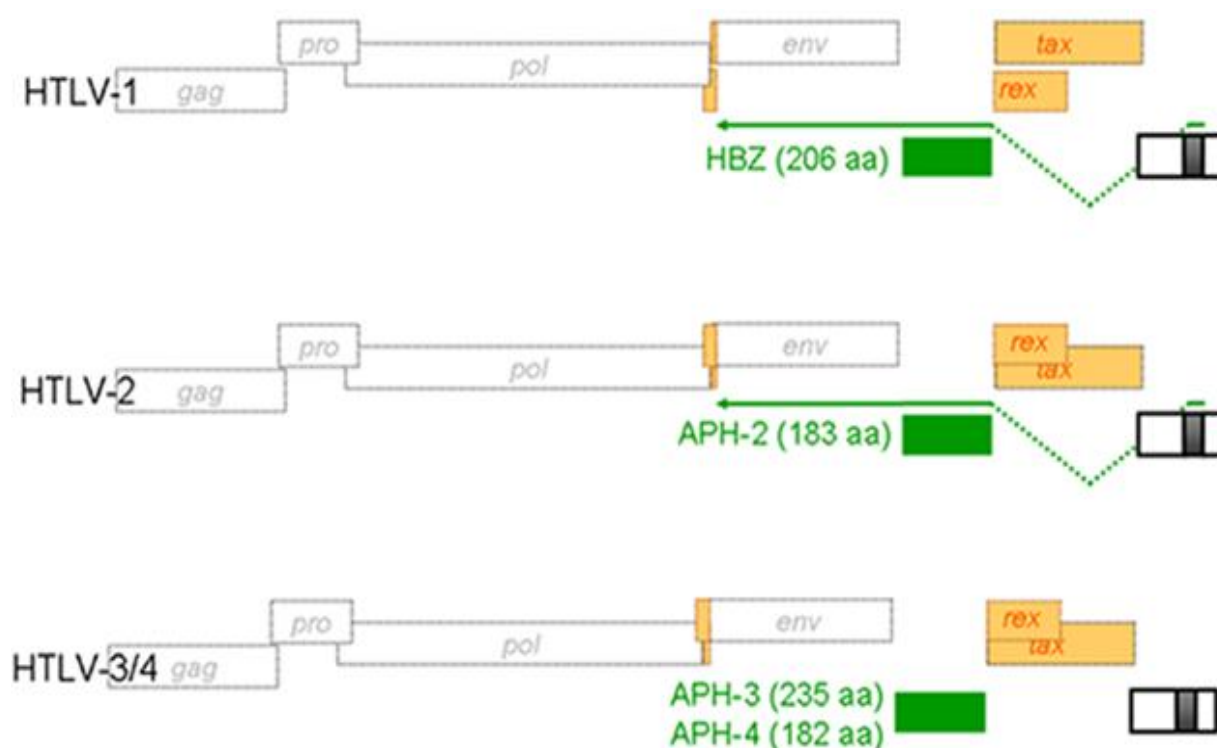 pro
env
tax
pol
HTLV-1
gag
rex
HBZ (206 aa)
pro
env
rex
pol
tax
HTLV-2
gag
APH-2 (183 aa)
pro
env
rex
pol
tax
HTLV-3/4
gag
APH-3 (235 aa)
APH-4 (182 aa)